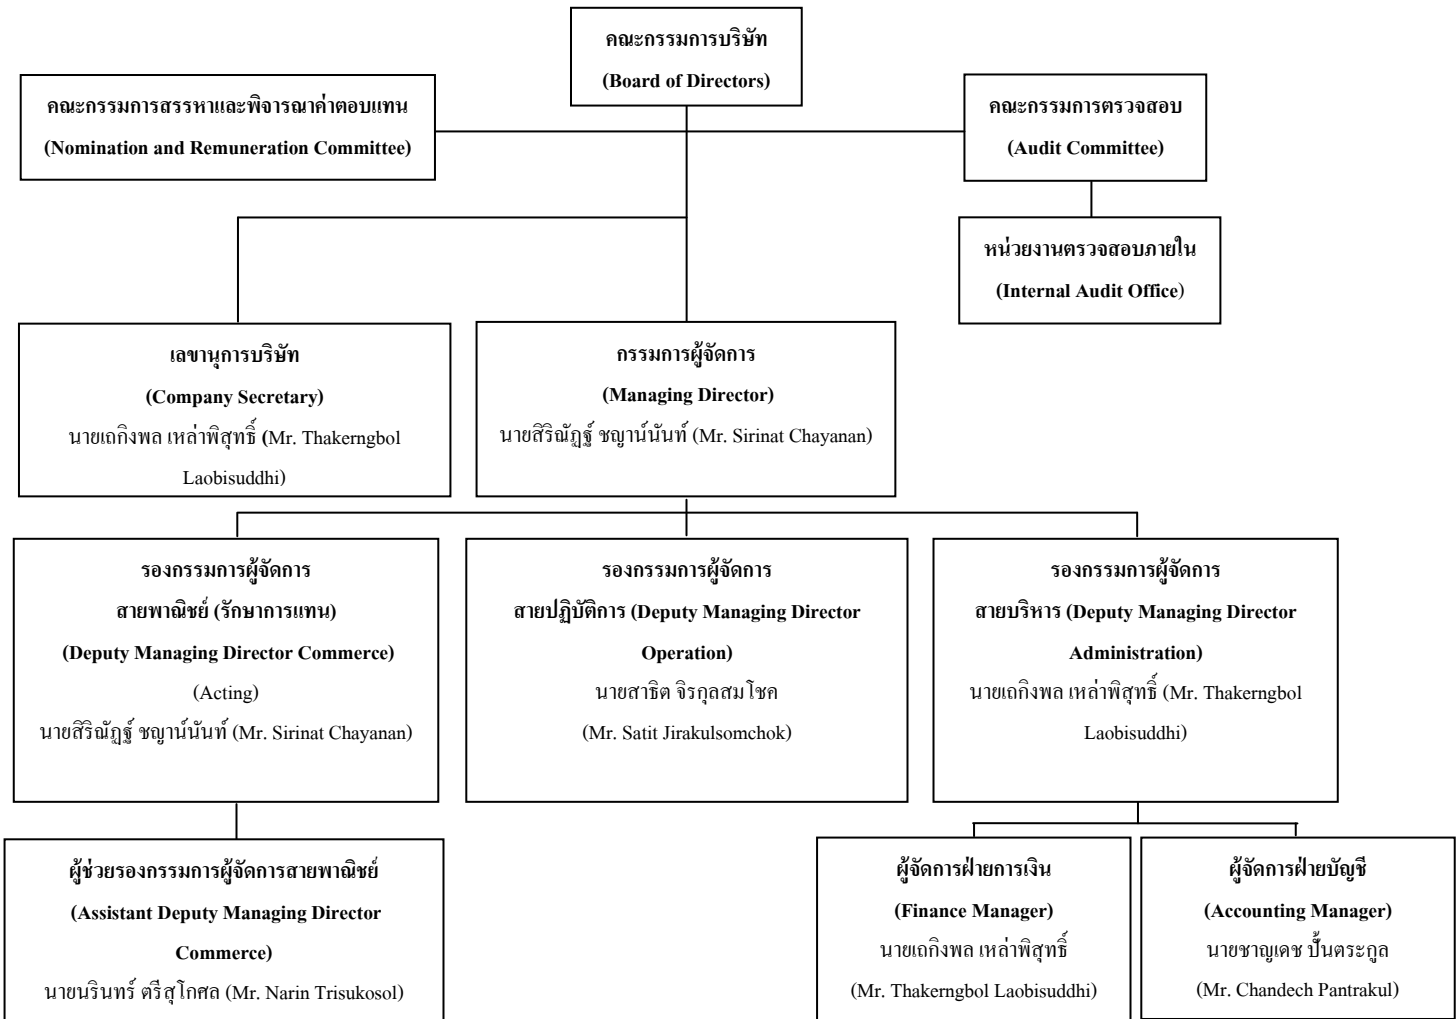 คณะกรรมการบริษัท
(Board of Directors)
คณะกรรมการสรรหาและพิจารณาค่าตอบแทน
(Nomination and Remuneration Committee)
คณะกรรมการตรวจสอบ
(Audit Committee)
หน่วยงานตรวจสอบภายใน
(Internal Audit Office)
เลขานุการบริษัท
(Company Secretary)
นายเถกิงพล เหล่าพิสุทธิ์ (Mr. Thakerngbol
Laobisuddhi)
กรรมการผู้จัดการ
(Managing Director)
นายสิริณัฏฐ์ ชญาน์นันท์ (Mr. Sirinat Chayanan)
รองกรรมการผู้จัดการ
สายพาณิชย์ (รักษาการแทน)
(Deputy Managing Director Commerce)
(Acting)
นายสิริณัฏฐ์ ชญาน์นันท์ (Mr. Sirinat Chayanan)
รองกรรมการผู้จัดการ
สายปฏิบัติการ (Deputy Managing Director
Operation)
นายสาธิต จิรกุลสมโชค
(Mr. Satit Jirakulsomchok)
รองกรรมการผู้จัดการ
สายบริหาร (Deputy Managing Director
Administration)
นายเถกิงพล เหล่าพิสุทธิ์ (Mr. Thakerngbol
Laobisuddhi)
ผู้ช่วยรองกรรมการผู้จัดการสายพาณิชย์
(Assistant Deputy Managing Director
Commerce)
นายนรินทร์ ตรีสุโกศล (Mr. Narin Trisukosol)
ผู้จัดการฝ่ายการเงิน
(Finance Manager)
นายเถกิงพล เหล่าพิสุทธิ์
(Mr. Thakerngbol Laobisuddhi)
ผู้จัดการฝ่ายบัญชี
(Accounting Manager)
นายชาญเดช ปั้นตระกูล
(Mr. Chandech Pantrakul)